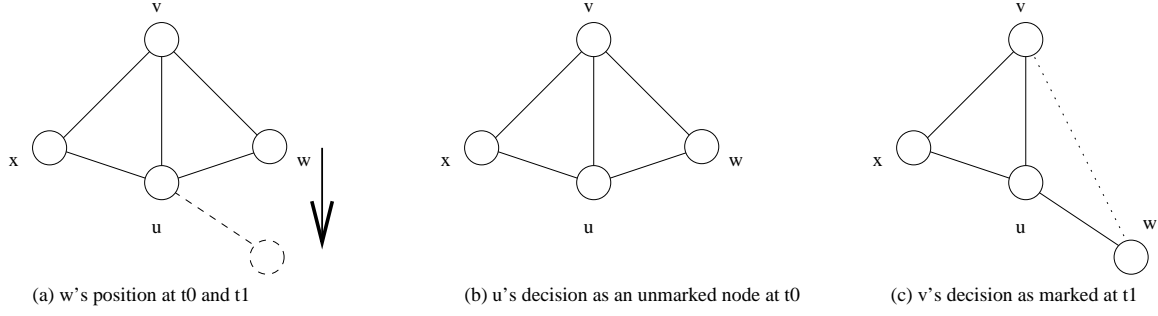 v
v
v
x
w
x
w
x
u
u
u
w
(a) w's position at t0 and t1
(b) u's decision as an unmarked node at t0
(c) v's decision as marked at t1